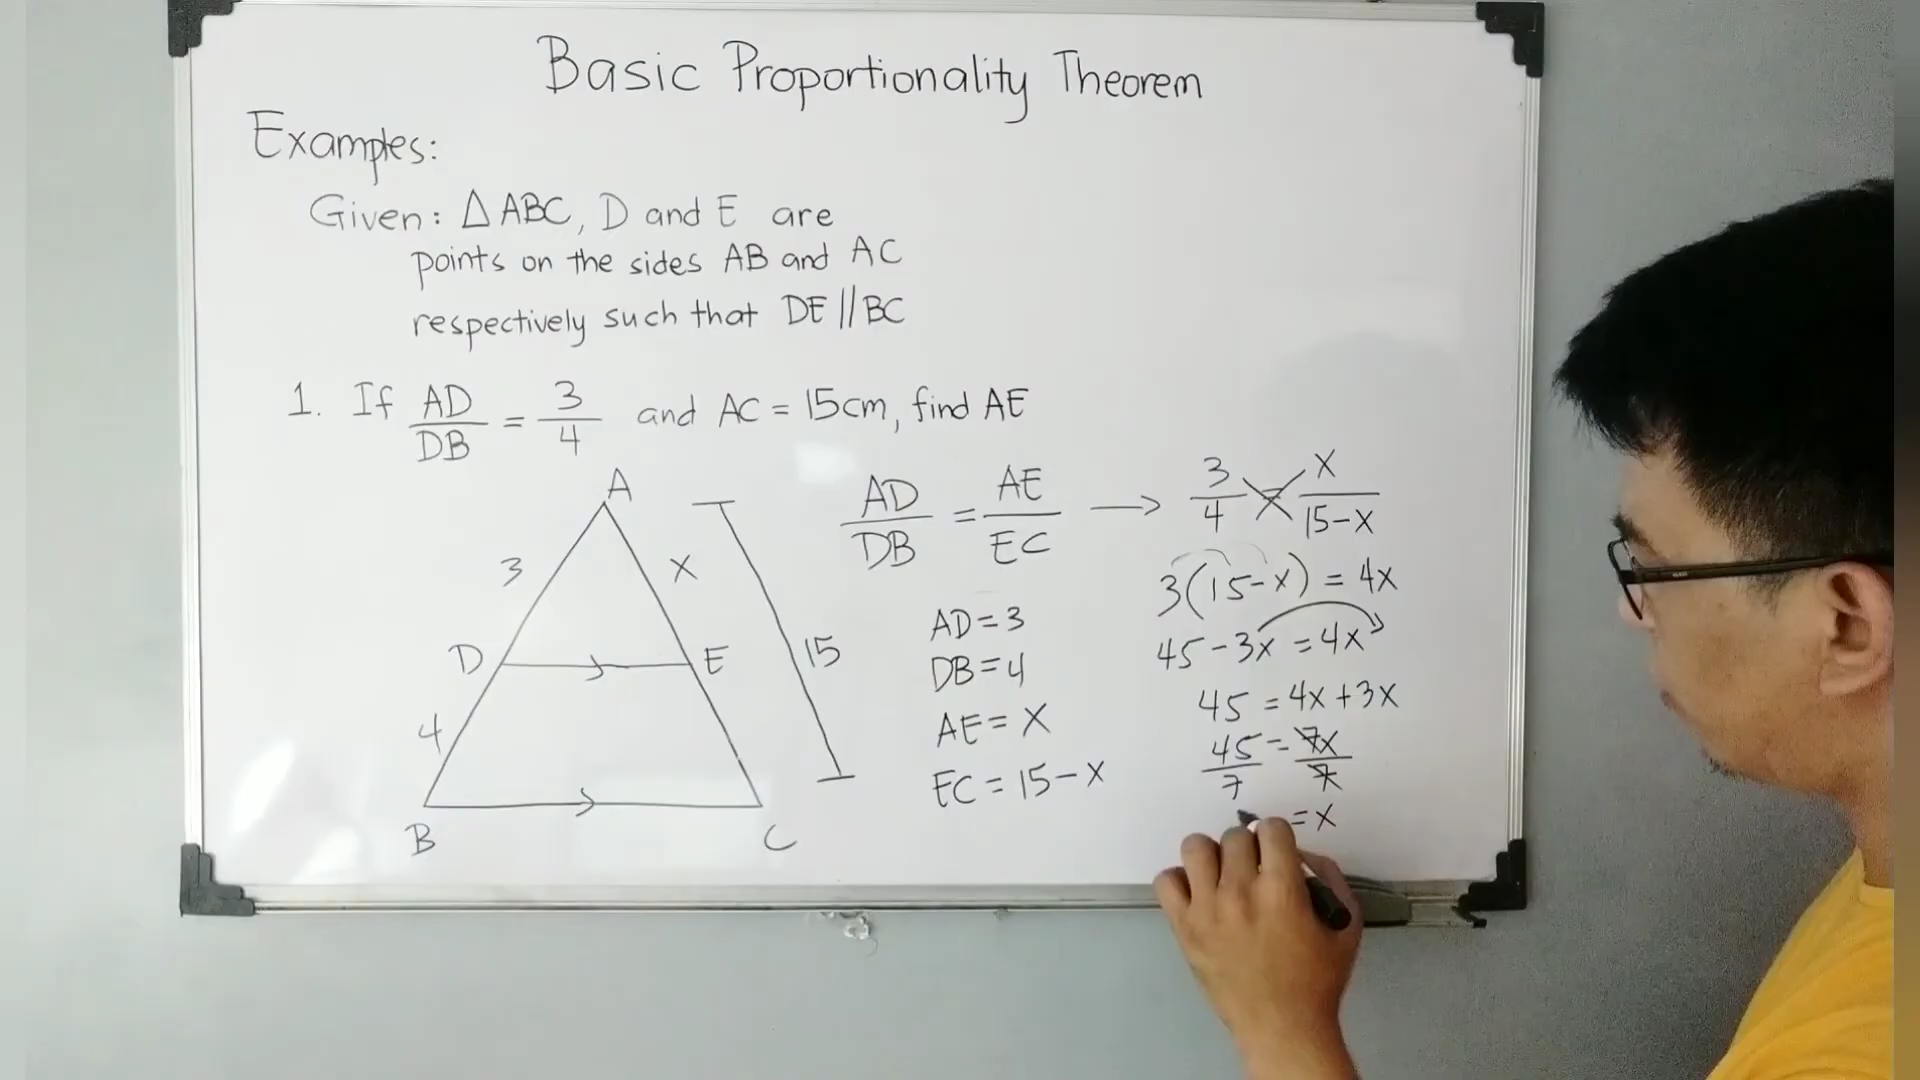 Basic Proportionality Theorem
Examples:
Given: △ABC, D and E are
points on the sides AB and AC
respectively such that DE || BC
1. If AD/DB = 3/4 and AC = 15cm, find AE
A
3
x
D
E
15
4
B
C
AD/DB = AE/EC → 3/4 = x/15-x
AD = 3
DB = 4
AE = x
EC = 15-x
3(15-x) = 4x
45-3x = 4x
45 = 4x+3x
45/7 = 7x/7
= x